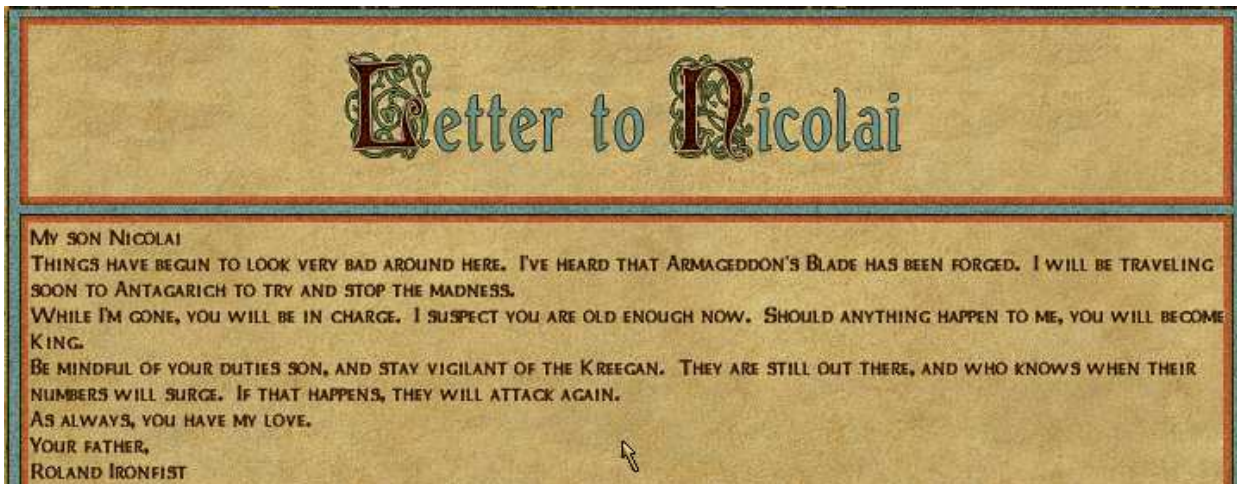 Letter to Nicolai
My son Nicolai
Things have begun to look very bad around here.  I've heard that Armageddon's Blade has been forged.  I will be traveling
soon to Antagarich to try and stop the madness.
While I'm gone, you will be in charge.  I suspect you are old enough now.  Should anything happen to me, you will become
King.
Be mindful of your duties son, and stay vigilant of the Kreegan.  They are still out there, and who knows when their
numbers will surge.  If that happens, they will attack again.
As always, you have my love.
Your father,
Roland Ironfist